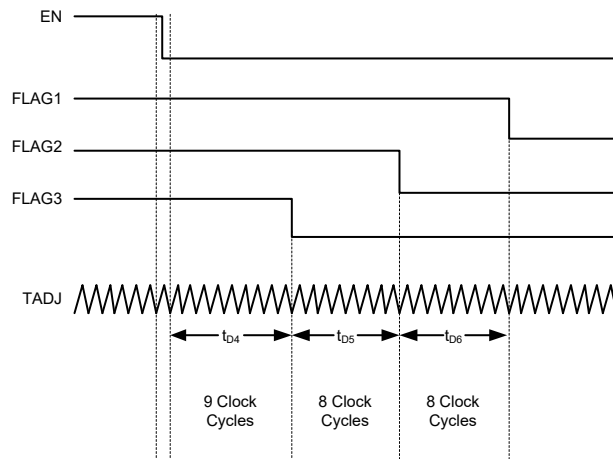 EN
FLAG1
FLAG2
FLAG3
TADJ
tD4
tD5
tD6
9 Clock
Cycles
8 Clock
Cycles
8 Clock
Cycles